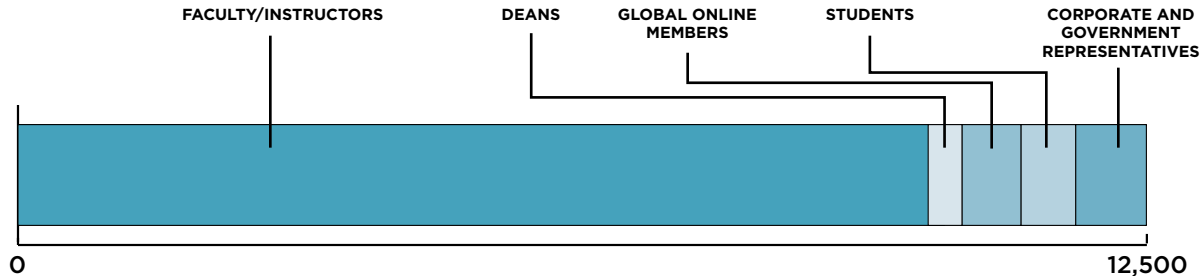 FACULTY/INSTRUCTORS
DEANS
GLOBAL ONLINE
MEMBERS
STUDENTS
CORPORATE AND
GOVERNMENT
REPRESENTATIVES
0
12,500